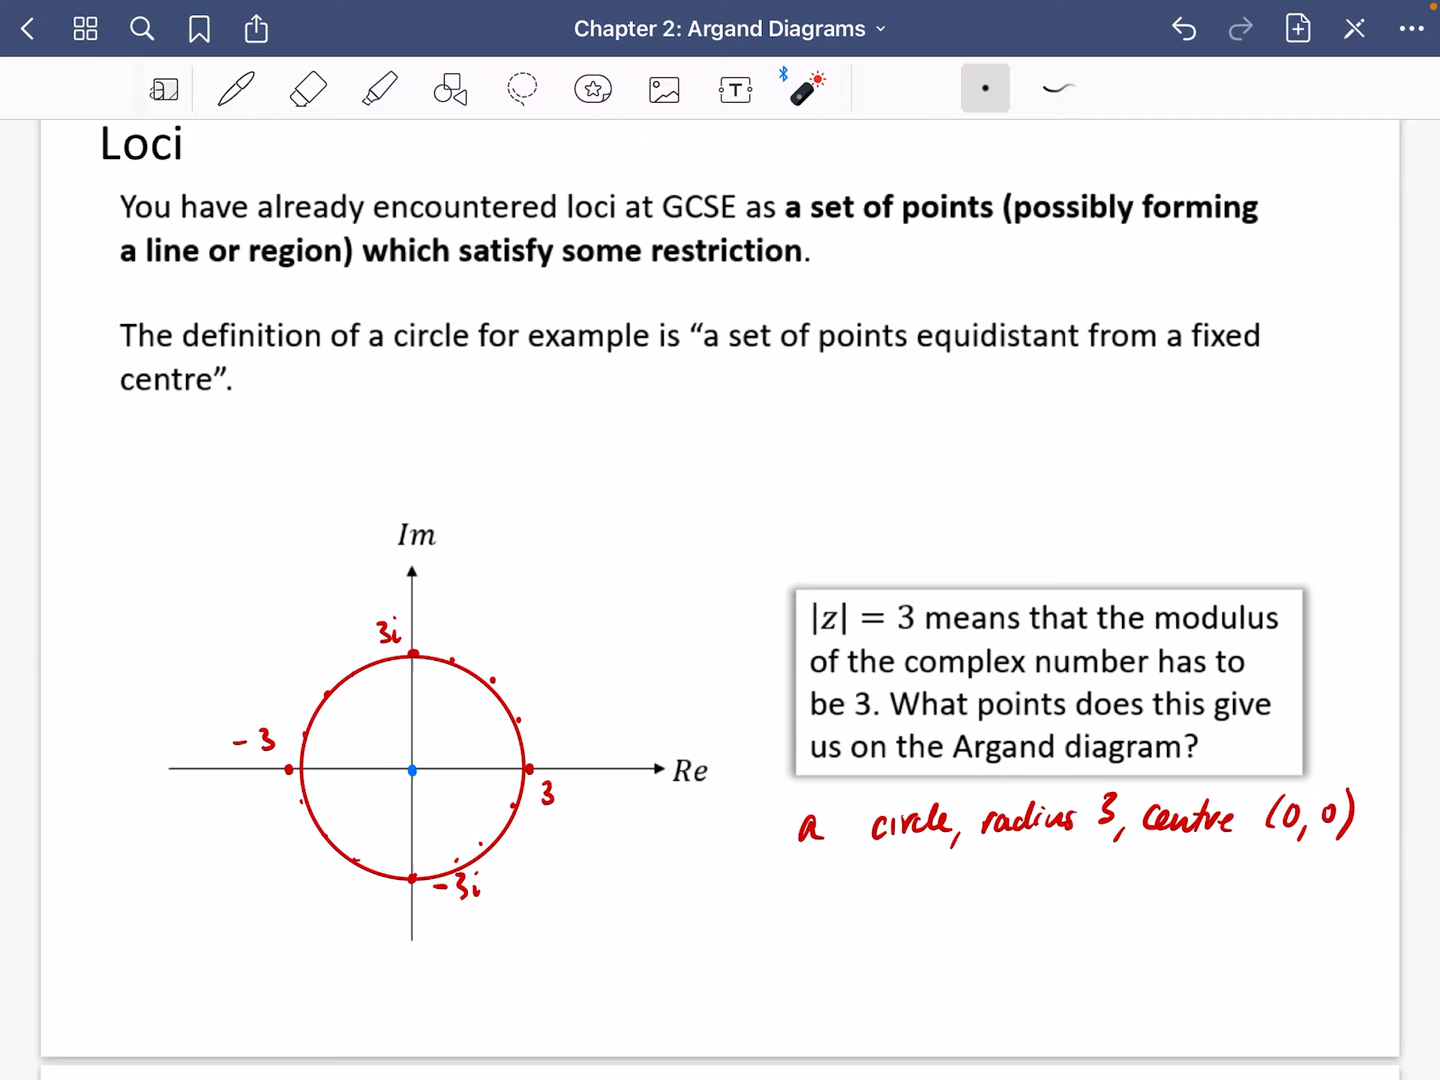 Chapter 2: Argand Diagrams
T
Loci
You have already encountered loci at GCSE as a set of points (possibly forming
a line or region) which satisfy some restriction.
The definition of a circle for example is “a set of points equidistant from a fixed
centre”.
Im
3i
-3
Re
3
-3i
|z| = 3 means that the modulus
of the complex number has to
be 3. What points does this give
us on the Argand diagram?
a circle, radius 3, centre (0,0)